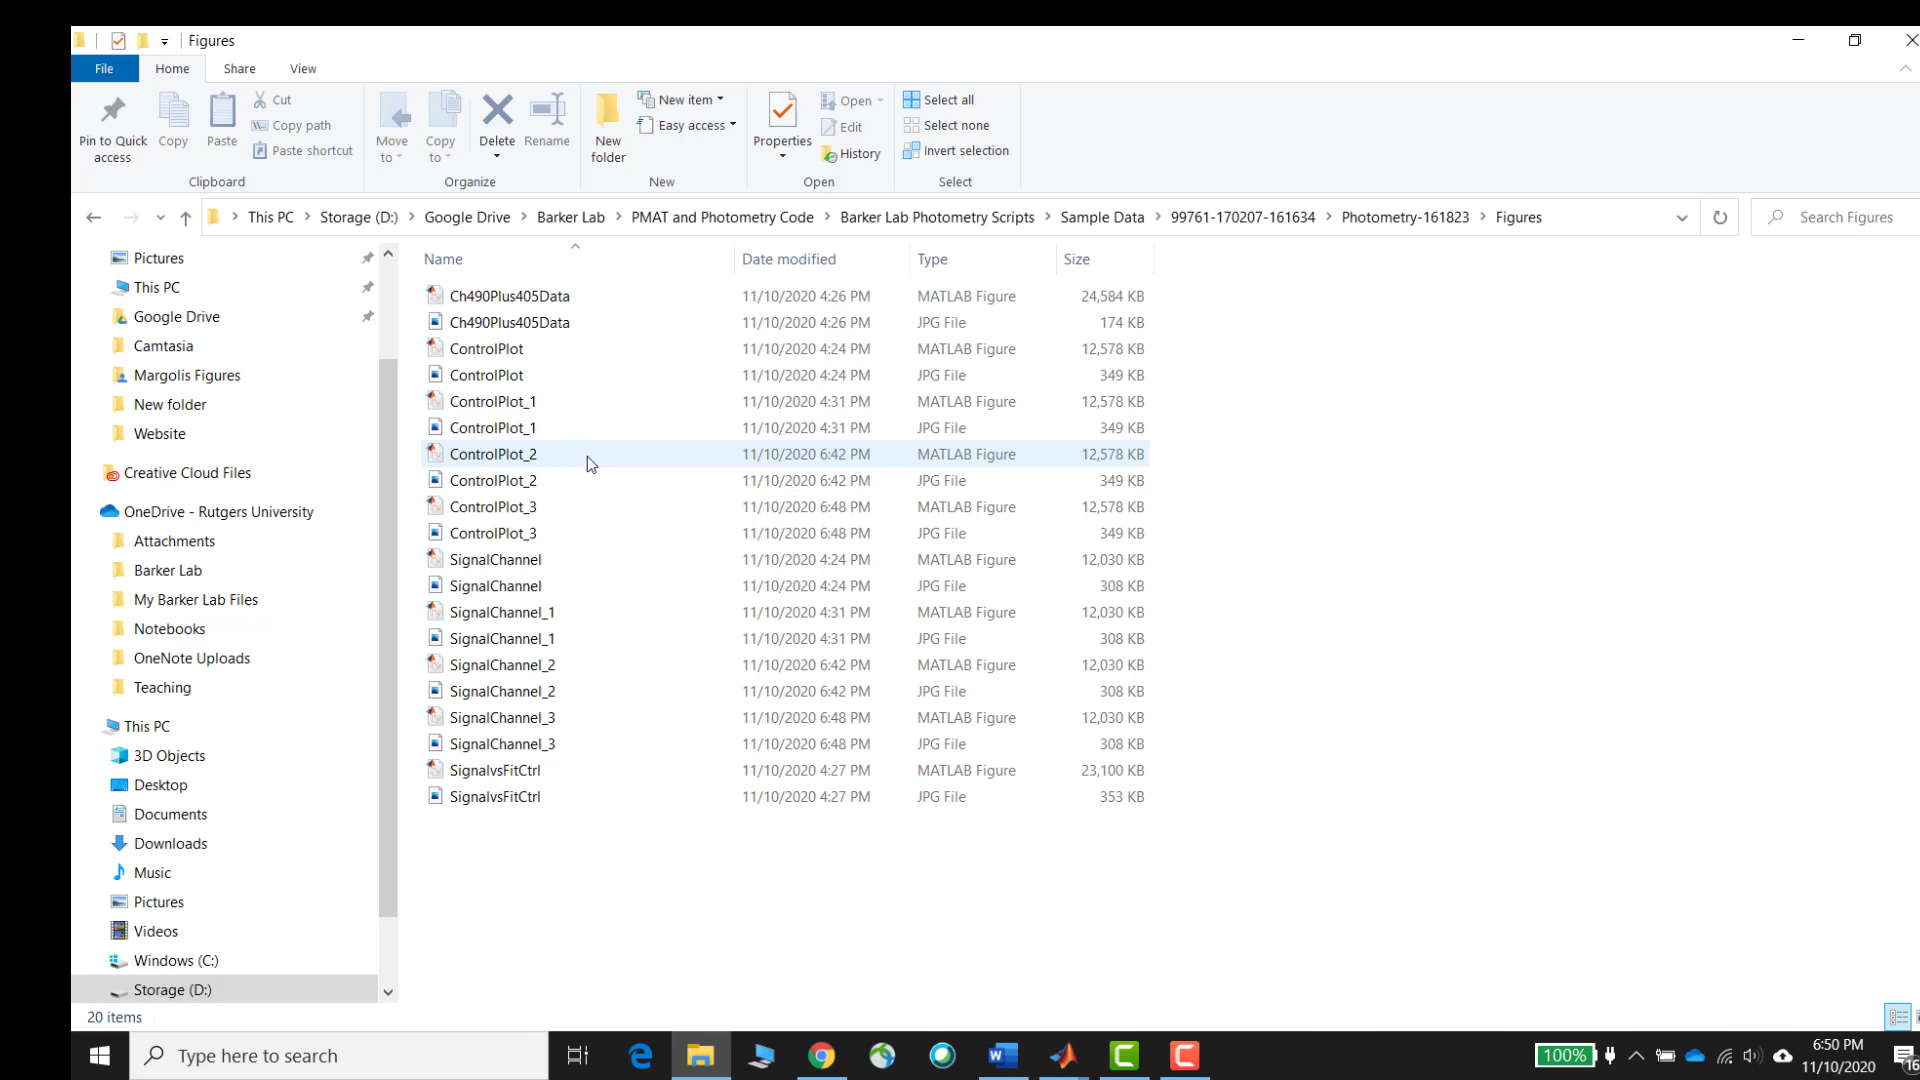 Figures
File Home Share View
Pin to Quick access
Copy
Paste
Cut
Copy path
Paste shortcut
Clipboard
Move to
Copy to
Delete
Rename
Organize
New folder
New item
Easy access
New
Properties
Open
Edit
History
Open
Select all
Select none
Invert selection
Select
This PC > Storage (D:) > Google Drive > Barker Lab > PMAT and Photometry Code > Barker Lab Photometry Scripts > Sample Data > 99761-170207-161634 > Photometry-161823 > Figures
Search Figures
Pictures
This PC
Google Drive
Camtasia
Margolis Figures
New folder
Website
Creative Cloud Files
OneDrive - Rutgers University
Attachments
Barker Lab
My Barker Lab Files
Notebooks
OneNote Uploads
Teaching
This PC
3D Objects
Desktop
Documents
Downloads
Music
Pictures
Videos
Windows (C:)
Storage (D:)
Name Date modified Type Size
Ch490Plus405Data 11/10/2020 4:26 PM MATLAB Figure 24,584 KB
Ch490Plus405Data 11/10/2020 4:26 PM JPG File 174 KB
ControlPlot 11/10/2020 4:24 PM MATLAB Figure 12,578 KB
ControlPlot 11/10/2020 4:24 PM JPG File 349 KB
ControlPlot_1 11/10/2020 4:31 PM MATLAB Figure 12,578 KB
ControlPlot_1 11/10/2020 4:31 PM JPG File 349 KB
ControlPlot_2 11/10/2020 6:42 PM MATLAB Figure 12,578 KB
ControlPlot_2 11/10/2020 6:42 PM JPG File 349 KB
ControlPlot_3 11/10/2020 6:48 PM MATLAB Figure 12,578 KB
ControlPlot_3 11/10/2020 6:48 PM JPG File 349 KB
SignalChannel 11/10/2020 4:24 PM MATLAB Figure 12,030 KB
SignalChannel 11/10/2020 4:24 PM JPG File 308 KB
SignalChannel_1 11/10/2020 4:31 PM MATLAB Figure 12,030 KB
SignalChannel_1 11/10/2020 4:31 PM JPG File 308 KB
SignalChannel_2 11/10/2020 6:42 PM MATLAB Figure 12,030 KB
SignalChannel_2 11/10/2020 6:42 PM JPG File 308 KB
SignalChannel_3 11/10/2020 6:48 PM MATLAB Figure 12,030 KB
SignalChannel_3 11/10/2020 6:48 PM JPG File 308 KB
SignalvsFitCtrl 11/10/2020 4:27 PM MATLAB Figure 23,100 KB
SignalvsFitCtrl 11/10/2020 4:27 PM JPG File 353 KB
20 items
Type here to search
100%
6:50 PM
11/10/2020
16